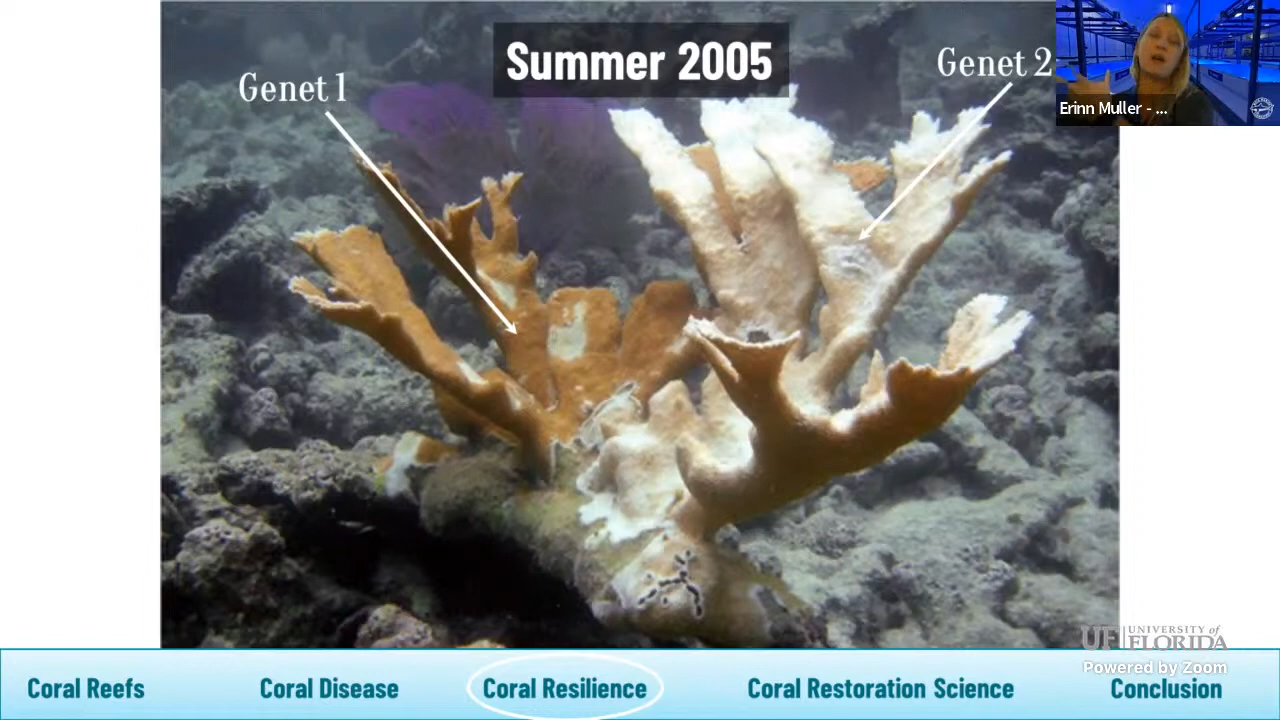 Summer 2005
Genet 1
Genet 2
Erinn Muller - ...
UF UNIVERSITY of
FLORIDA
Powered by Zoom
Coral Reefs
Coral Disease
Coral Resilience
Coral Restoration Science
Conclusion